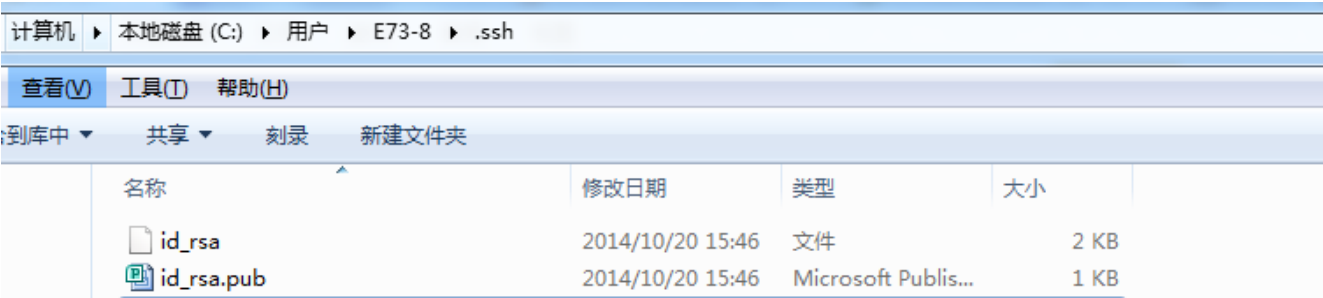 计算机 ▸ 本地磁盘 (C:) ▸ 用户 ▸ E73-8 ▸ .ssh
查看(V) 工具(T) 帮助(H)
到库中 ▼ 共享 ▼ 刻录 新建文件夹
名称 修改日期 类型 大小
id_rsa 2014/10/20 15:46 文件 2 KB
id_rsa.pub 2014/10/20 15:46 Microsoft Publis... 1 KB